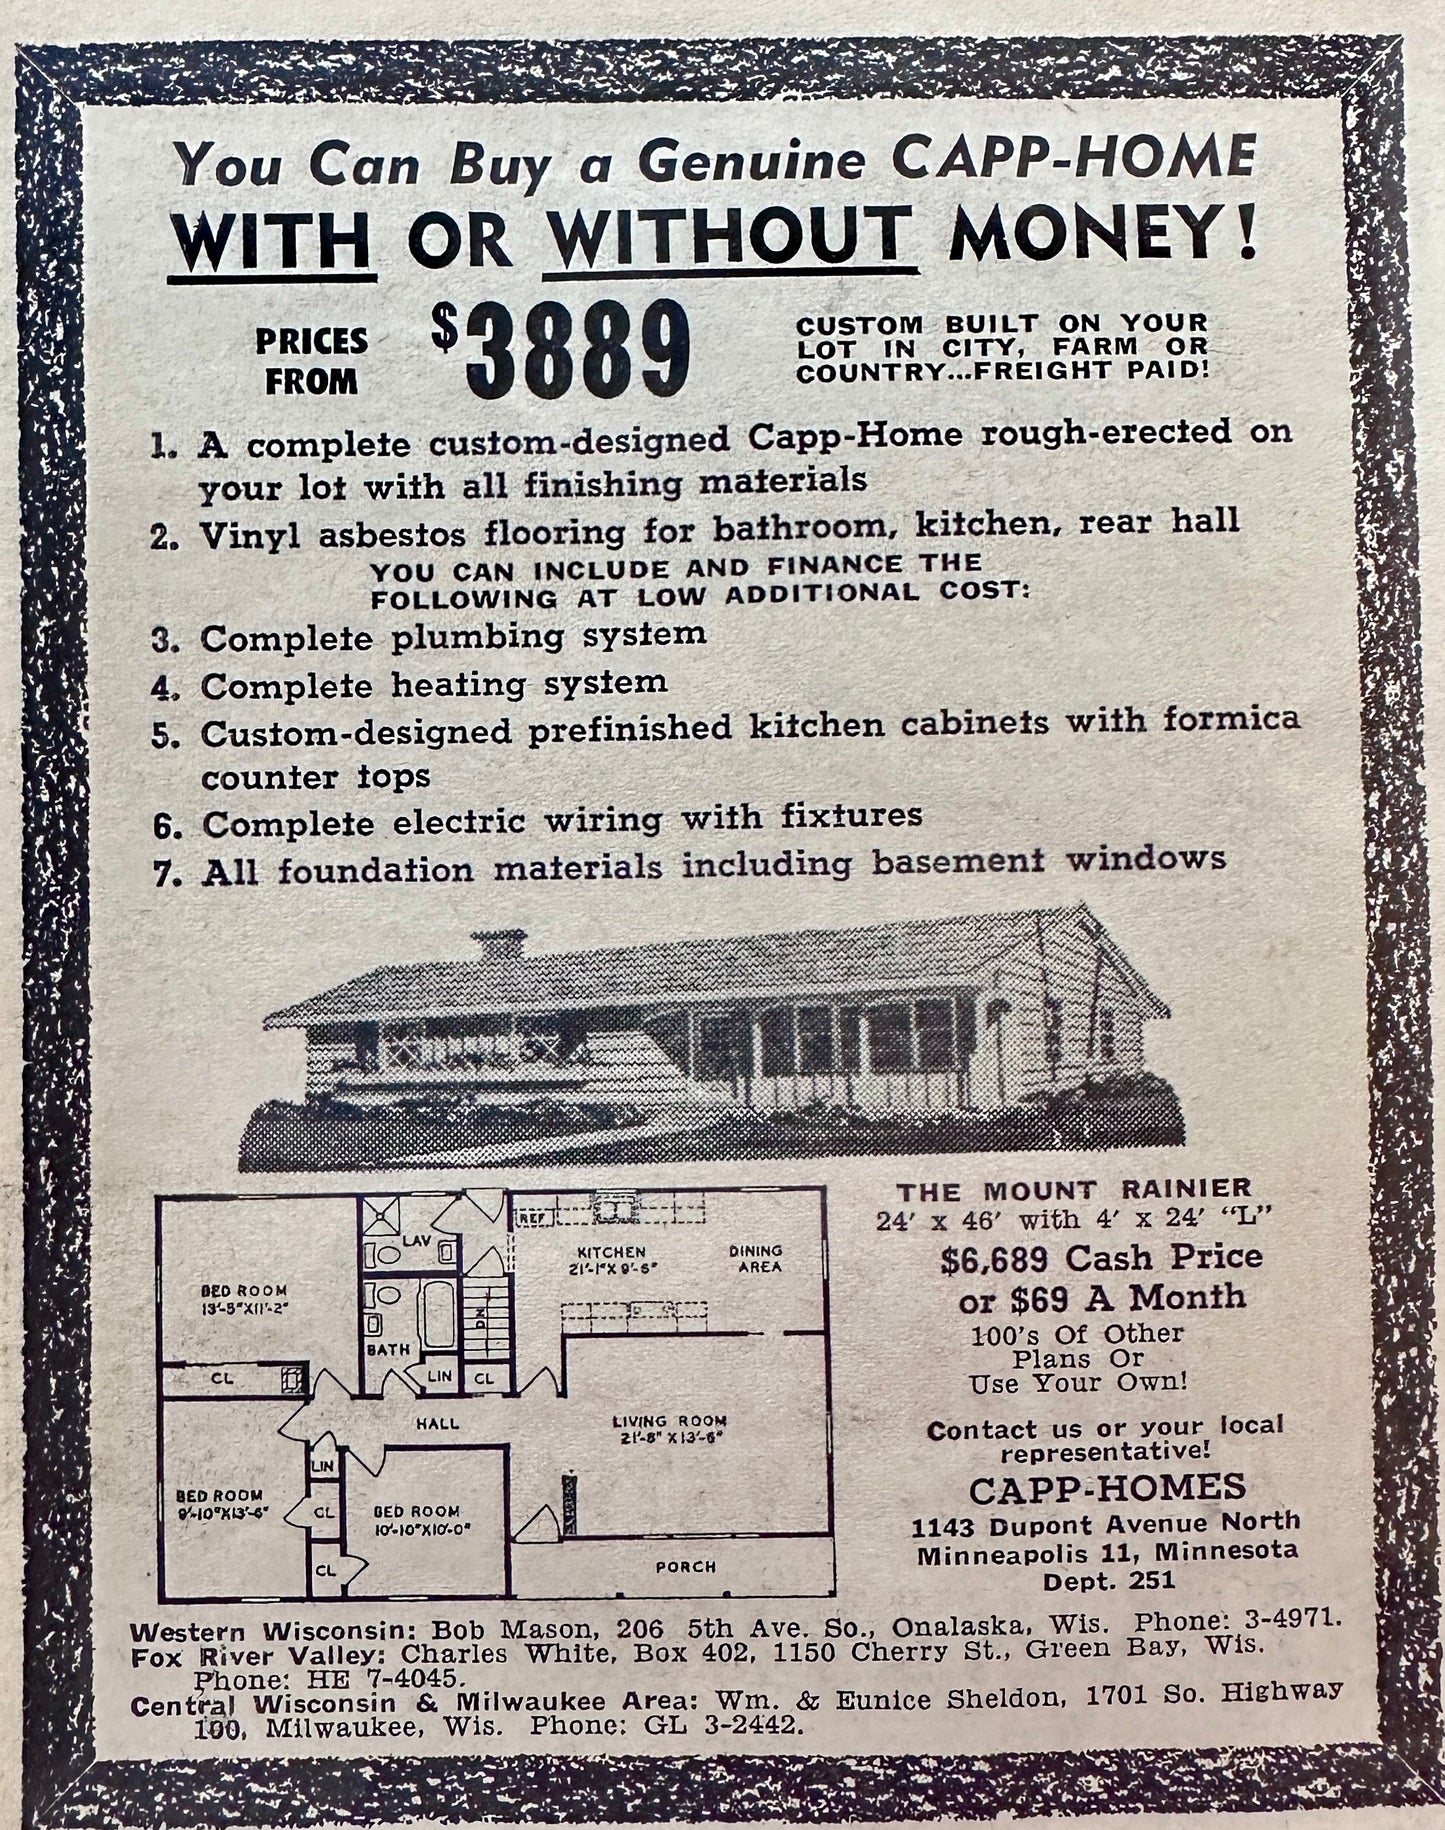 You Can Buy a Genuine CAPP-HOME
WITH OR WITHOUT MONEY!
PRICES
FROM
$3889
CUSTOM BUILT ON YOUR
LOT IN CITY, FARM OR
COUNTRY...FREIGHT PAID!
1. A complete custom-designed Capp-Home rough-erected on
your lot with all finishing materials
2. Vinyl asbestos flooring for bathroom, kitchen, rear hall
YOU CAN INCLUDE AND FINANCE THE
FOLLOWING AT LOW ADDITIONAL COST:
3. Complete plumbing system
4. Complete heating system
5. Custom-designed prefinished kitchen cabinets with formica
counter tops
6. Complete electric wiring with fixtures
7. All foundation materials including basement windows
REF
LAV
KITCHEN
21'-1"X 9'-6"
DINING
AREA
BED ROOM
13'-5"X11'-2"
DN
BATH
CL
LIN
CL
HALL
LIVING ROOM
21'-8" X 13'-6"
LIN
BED ROOM
9'-10"X13'-6"
CL
BED ROOM
10'-10"X10'-0"
CL
PORCH
THE MOUNT RAINIER
24' x 46' with 4' x 24' "L"
$6,689 Cash Price
or $69 A Month
100's Of Other
Plans Or
Use Your Own!
Contact us or your local
representative!
CAPP-HOMES
1143 Dupont Avenue North
Minneapolis 11, Minnesota
Dept. 251
Western Wisconsin: Bob Mason, 206 5th Ave. So., Onalaska, Wis. Phone: 3-4971.
Fox River Valley: Charles White, Box 402, 1150 Cherry St., Green Bay, Wis.
Phone: HE 7-4045.
Central Wisconsin & Milwaukee Area: Wm. & Eunice Sheldon, 1701 So. Highway
100, Milwaukee, Wis. Phone: GL 3-2442.